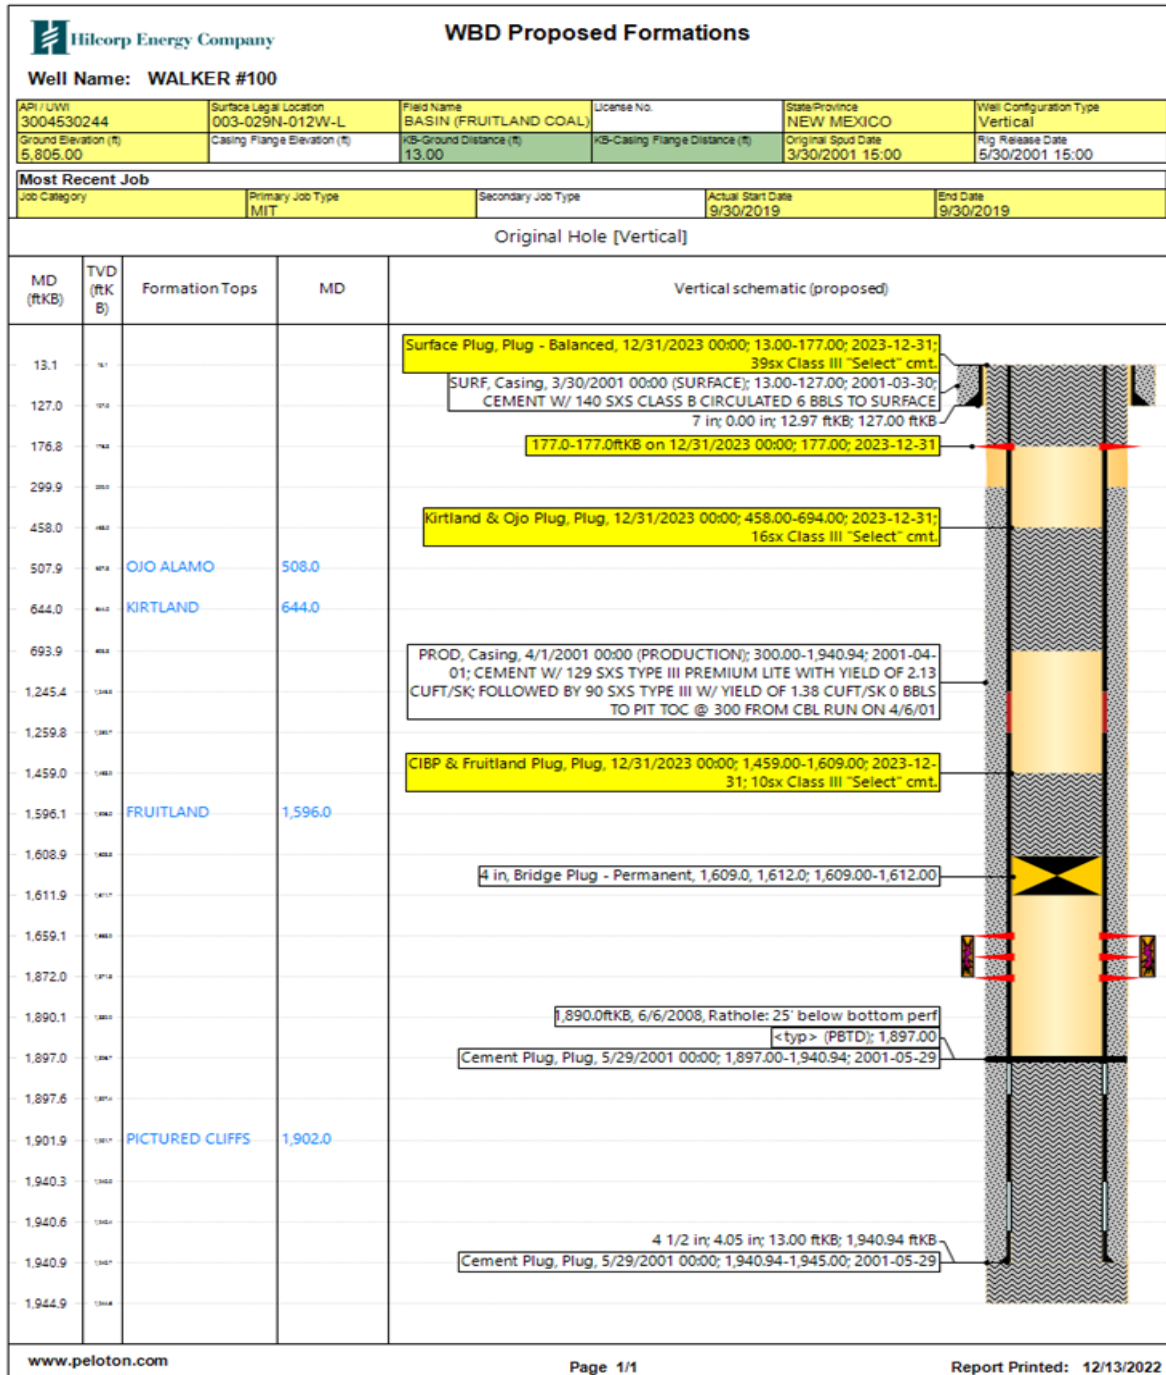 Hilcorp Energy Company
WBD Proposed Formations
Well Name: WALKER #100
API / UWI
3004530244
Surface Legal Location
003-029N-012W-L
Field Name
BASIN (FRUITLAND COAL)
License No.
State/Province
NEW MEXICO
Well Configuration Type
Vertical
Ground Elevation (ft)
5,805.00
Casing Flange Elevation (ft)
KB-Ground Distance (ft)
13.00
KB-Casing Flange Distance (ft)
Original Spud Date
3/30/2001 15:00
Rig Release Date
5/30/2001 15:00
Most Recent Job
Job Category
Primary Job Type
MIT
Secondary Job Type
Actual Start Date
9/30/2019
End Date
9/30/2019
Original Hole [Vertical]
MD
(ftKB)
TVD
(ftK
B)
Formation Tops
MD
Vertical schematic (proposed)
Surface Plug, Plug - Balanced, 12/31/2023 00:00; 13.00-177.00; 2023-12-31;
39sx Class III "Select" cmt.
13.1
SURF, Casing, 3/30/2001 00:00 (SURFACE); 13.00-127.00; 2001-03-30;
CEMENT W/ 140 SXS CLASS B CIRCULATED 6 BBLS TO SURFACE
127.0
7 in; 0.00 in; 12.97 ftKB; 127.00 ftKB
176.8
177.0-177.0ftKB on 12/31/2023 00:00; 177.00; 2023-12-31
299.9
458.0
Kirtland & Ojo Plug, Plug, 12/31/2023 00:00; 458.00-694.00; 2023-12-31;
16sx Class III "Select" cmt.
507.9
OJO ALAMO
508.0
644.0
KIRTLAND
644.0
693.9
PROD, Casing, 4/1/2001 00:00 (PRODUCTION); 300.00-1,940.94; 2001-04-
01; CEMENT W/ 129 SXS TYPE III PREMIUM LITE WITH YIELD OF 2.13
CUFT/SK; FOLLOWED BY 90 SXS TYPE III W/ YIELD OF 1.38 CUFT/SK 0 BBLS
TO PIT TOC @ 300 FROM CBL RUN ON 4/6/01
1,245.4
1,259.8
1,459.0
CIBP & Fruitland Plug, Plug, 12/31/2023 00:00; 1,459.00-1,609.00; 2023-12-
31; 10sx Class III "Select" cmt.
1,596.1
FRUITLAND
1,596.0
1,608.9
4 in, Bridge Plug - Permanent, 1,609.0, 1,612.0; 1,609.00-1,612.00
1,611.9
1,659.1
1,872.0
1,890.1
1,890.0ftKB, 6/6/2008, Rathole: 25' below bottom perf
<typ> (PBTD); 1,897.00
1,897.0
Cement Plug, Plug, 5/29/2001 00:00; 1,897.00-1,940.94; 2001-05-29
1,897.6
1,901.9
PICTURED CLIFFS
1,902.0
1,940.3
1,940.6
4 1/2 in; 4.05 in; 13.00 ftKB; 1,940.94 ftKB
1,940.9
Cement Plug, Plug, 5/29/2001 00:00; 1,940.94-1,945.00; 2001-05-29
1,944.9
www.peloton.com
Page 1/1
Report Printed: 12/13/2022